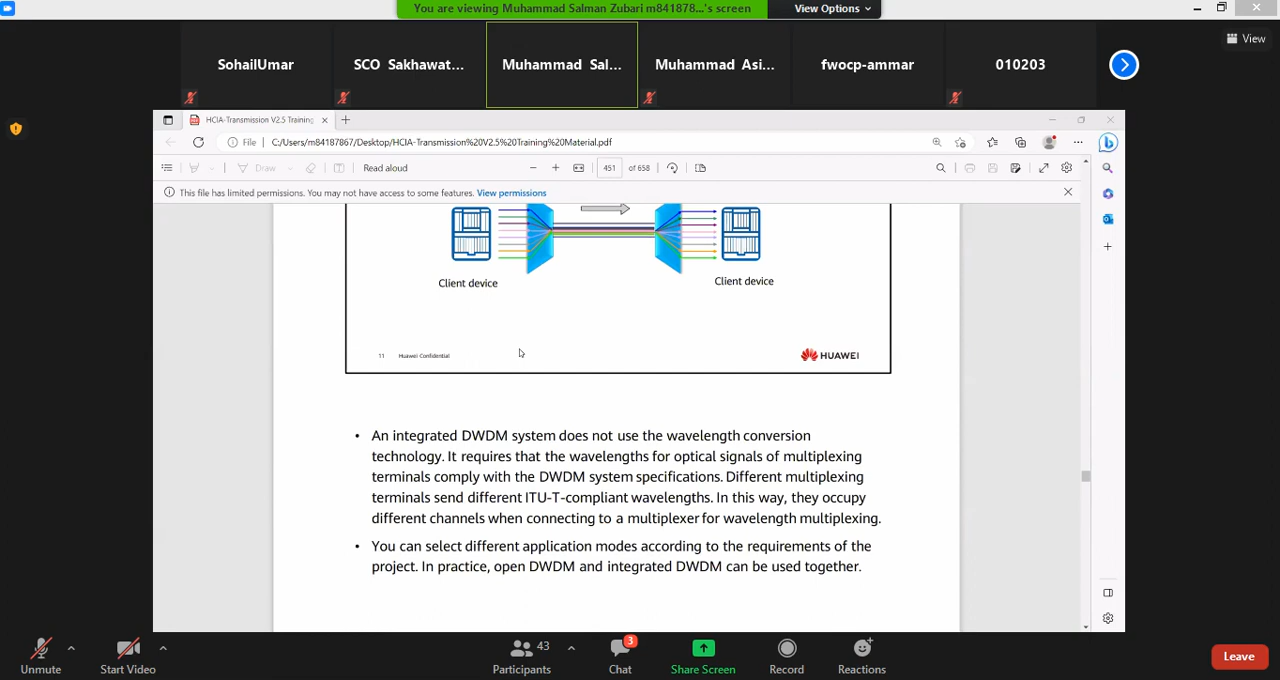 You are viewing Muhammad Salman Zubari m841878...'s screen
View Options
View
SohailUmar
SCO Sakhawat...
Muhammad Sal...
Muhammad Asi...
fwocp-ammar
010203
HCIA-Transmission V2.5 Training
File
C:/Users/m84187867/Desktop/HCIA-Transmission%20V2.5%20Training%20Material.pdf
Draw
Read aloud
451 of 658
This file has limited permissions. You may not have access to some features. View permissions
Client device
Client device
11 Huawei Confidential
HUAWEI
• An integrated DWDM system does not use the wavelength conversion
technology. It requires that the wavelengths for optical signals of multiplexing
terminals comply with the DWDM system specifications. Different multiplexing
terminals send different ITU-T-compliant wavelengths. In this way, they occupy
different channels when connecting to a multiplexer for wavelength multiplexing.
• You can select different application modes according to the requirements of the
project. In practice, open DWDM and integrated DWDM can be used together.
Unmute
Start Video
43
Participants
3
Chat
Share Screen
Record
Reactions
Leave